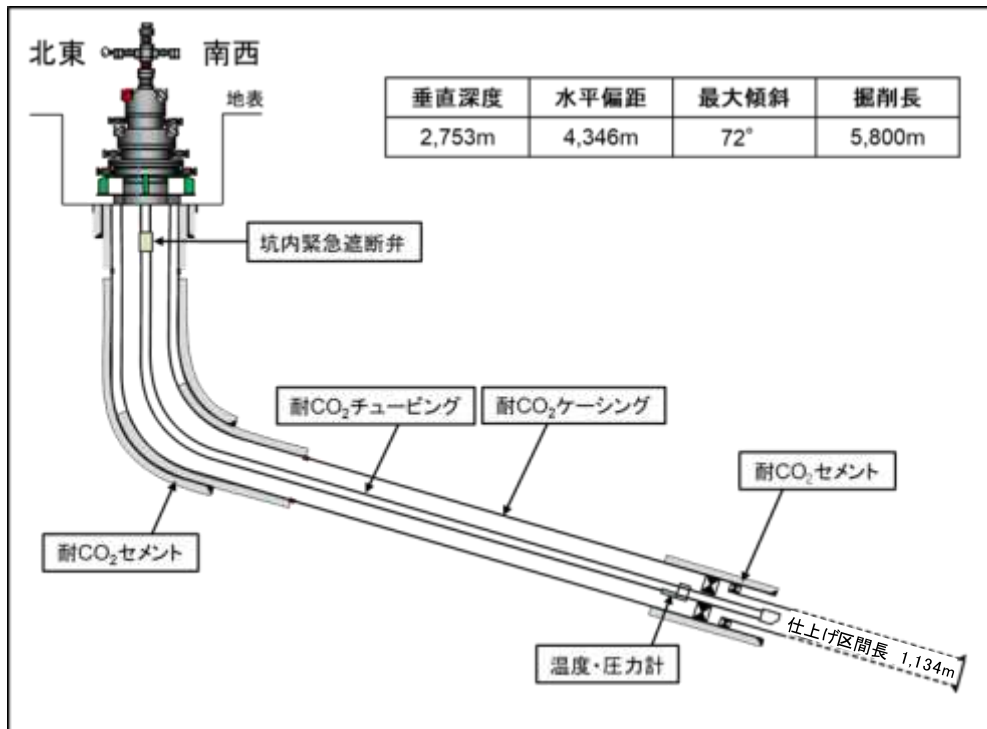 北東 南西
地表
垂直深度 水平偏距 最大傾斜 掘削長
2,753m 4,346m 72° 5,800m
坑内緊急遮断弁
耐CO₂チュービング
耐CO₂ケーシング
耐CO₂セメント
耐CO₂セメント
温度・圧力計
仕上げ区間長 1,134m